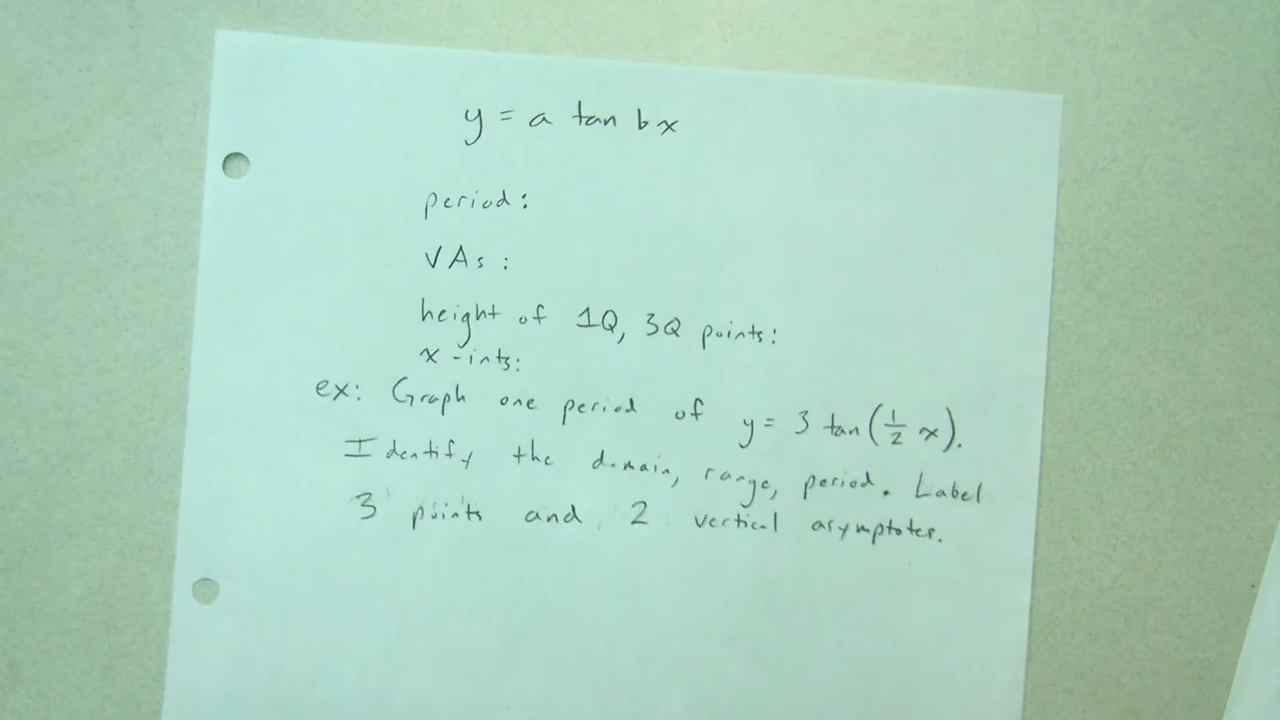 y = a tan bx
period:
VAs:
height of 1Q, 3Q points:
x-ints:
ex: Graph one period of y = 3 tan(1/2 x).
Identify the domain, range, period. Label
3 points and 2 vertical asymptotes.